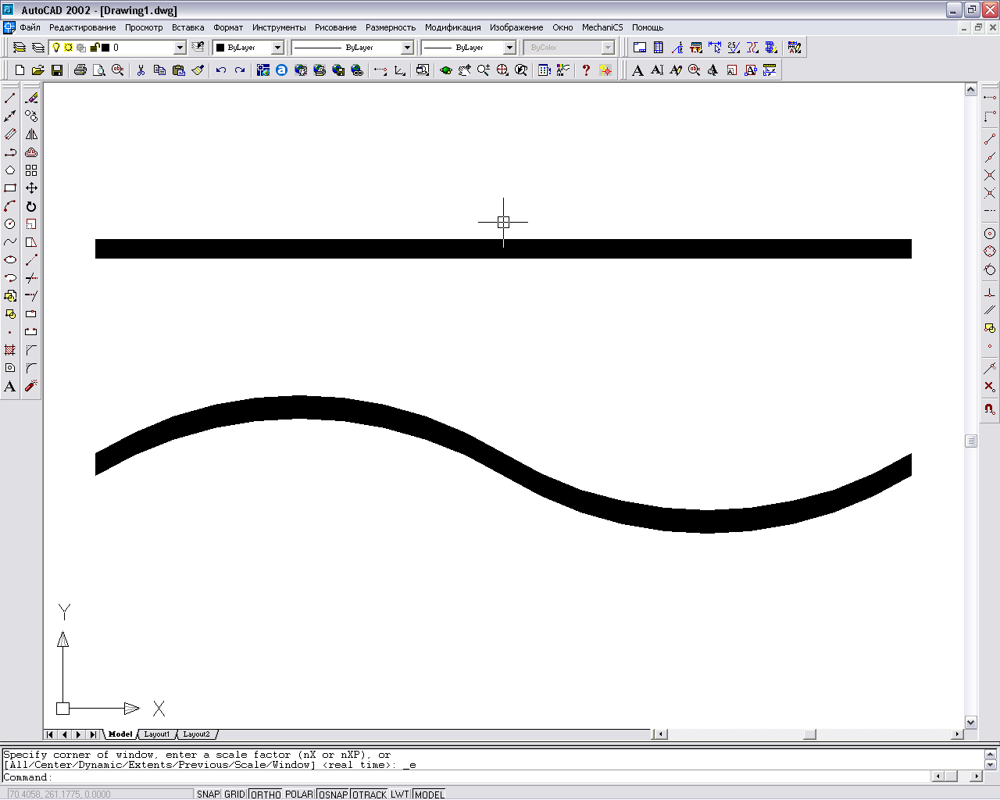 AutoCAD 2002 - [Drawing1.dwg]
Файл Редактирование Просмотр Вставка Формат Инструменты Рисование Размерность Модификация Изображение Окно MechaniCS Помощь
0 ByLayer ByLayer ByLayer ByColor
Y
X
Model Layout1 Layout2
Specify corner of window, enter a scale factor (nX or nXP), or
[All/Center/Dynamic/Extents/Previous/Scale/Window] <real time>: _e
Command:
70.4058, 261.1775, 0.0000 SNAP GRID ORTHO POLAR OSNAP OTRACK LWT MODEL